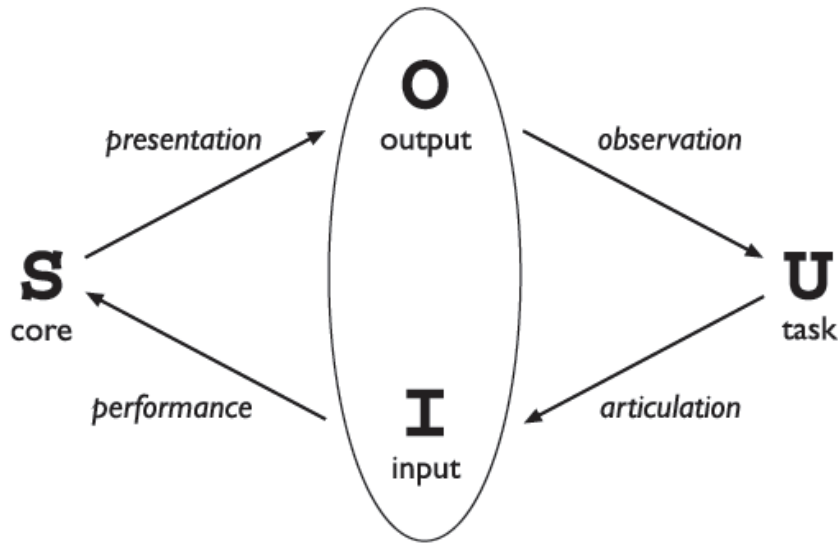 O
output
presentation
observation
S
core
U
task
performance
I
input
articulation